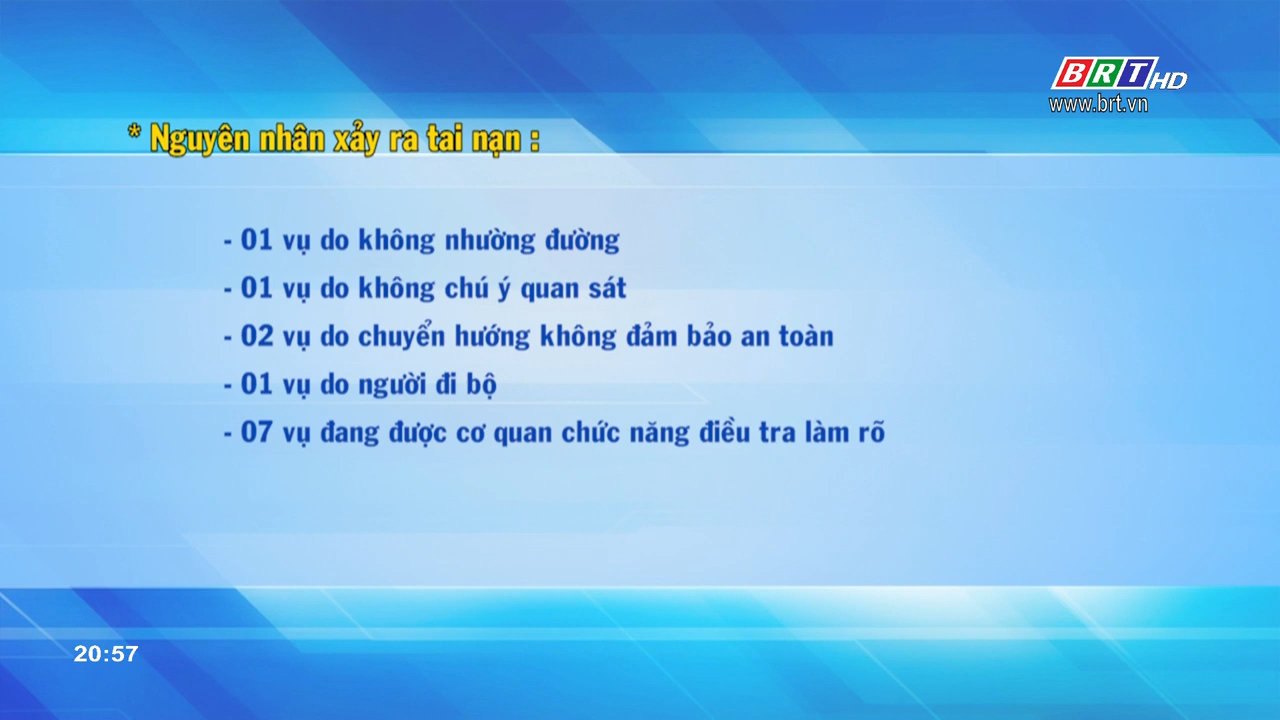 BRT HD
www.brt.vn
* Nguyên nhân xảy ra tai nạn :
- 01 vụ do không nhường đường
- 01 vụ do không chú ý quan sát
- 02 vụ do chuyển hướng không đảm bảo an toàn
- 01 vụ do người đi bộ
- 07 vụ đang được cơ quan chức năng điều tra làm rõ
20:57